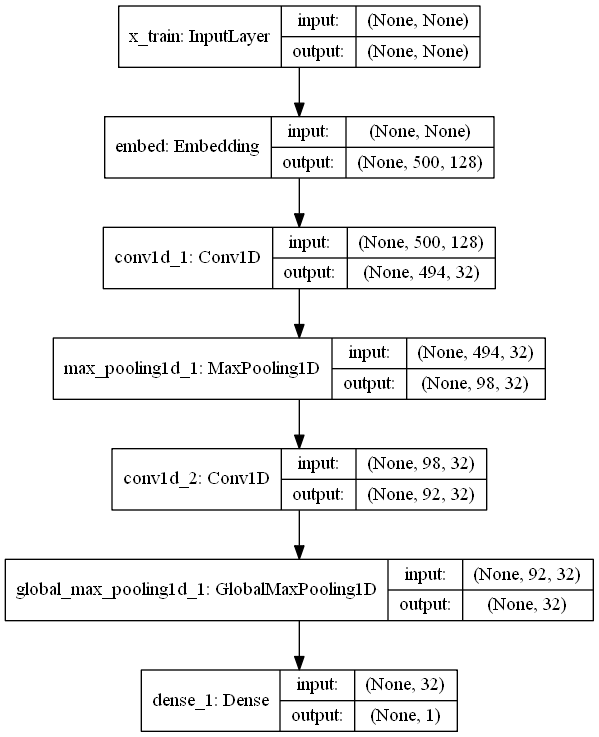 x_train: InputLayer
input: (None, None)
output: (None, None)
embed: Embedding
input: (None, None)
output: (None, 500, 128)
conv1d_1: Conv1D
input: (None, 500, 128)
output: (None, 494, 32)
max_pooling1d_1: MaxPooling1D
input: (None, 494, 32)
output: (None, 98, 32)
conv1d_2: Conv1D
input: (None, 98, 32)
output: (None, 92, 32)
global_max_pooling1d_1: GlobalMaxPooling1D
input: (None, 92, 32)
output: (None, 32)
dense_1: Dense
input: (None, 32)
output: (None, 1)